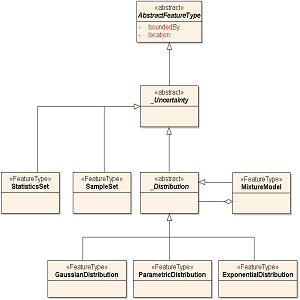 «abstract»
AbstractFeatureType
- boundedBy:
- location:
«abstract»
_Uncertainty
«FeatureType»
StatisticsSet
«FeatureType»
SampleSet
«abstract»
_Distribution
«FeatureType»
MixtureModel
«FeatureType»
GaussianDistribution
«FeatureType»
ParametricDistribution
«FeatureType»
ExponentialDistribution